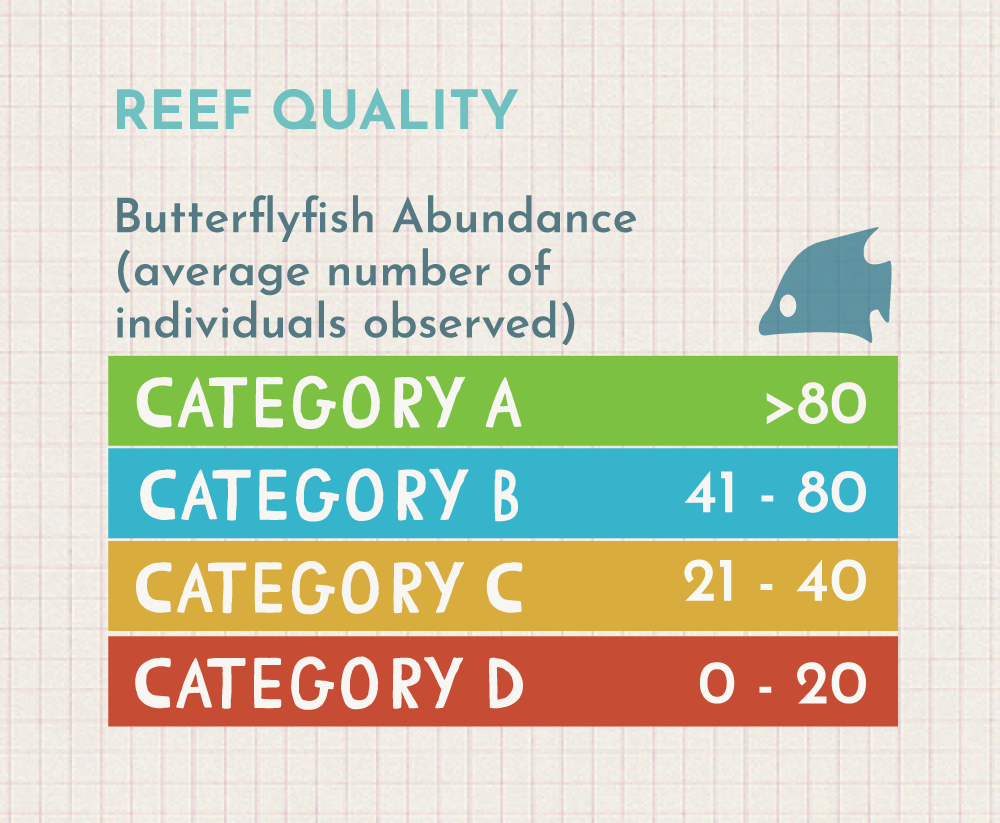 REEF QUALITY
Butterflyfish Abundance
(average number of
individuals observed)
CATEGORY A >80
CATEGORY B 41 - 80
CATEGORY C 21 - 40
CATEGORY D 0 - 20